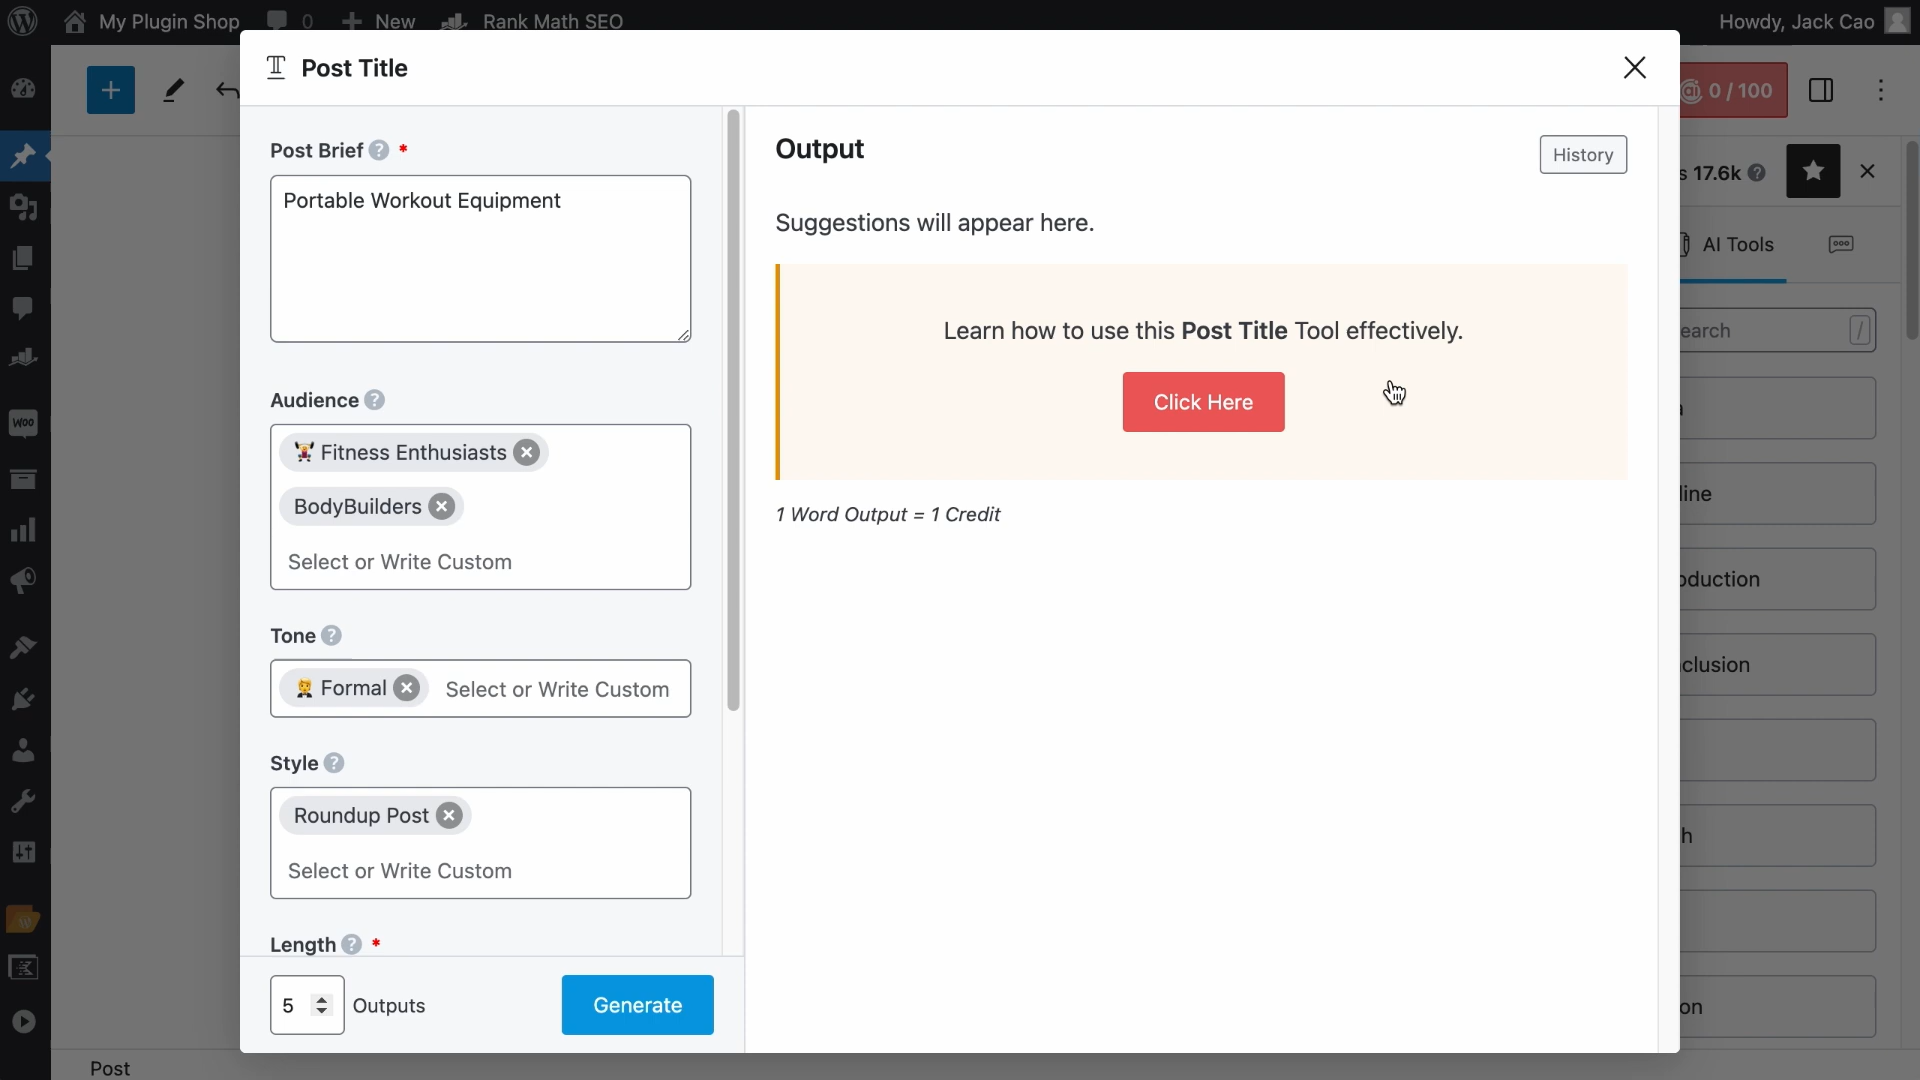 My Plugin Shop 0 New Rank Math SEO Howdy, Jack Cao
Post Title
0 / 100
Post Brief ? *
Portable Workout Equipment
Output
History
s 17.6k ?
Suggestions will appear here.
AI Tools
Learn how to use this Post Title Tool effectively.
earch /
Click Here
Audience ?
Fitness Enthusiasts
BodyBuilders
Select or Write Custom
1 Word Output = 1 Credit
line
oduction
Tone ?
Formal Select or Write Custom
clusion
Style ?
Roundup Post
Select or Write Custom
h
Length ? *
5 Outputs Generate
on
Post